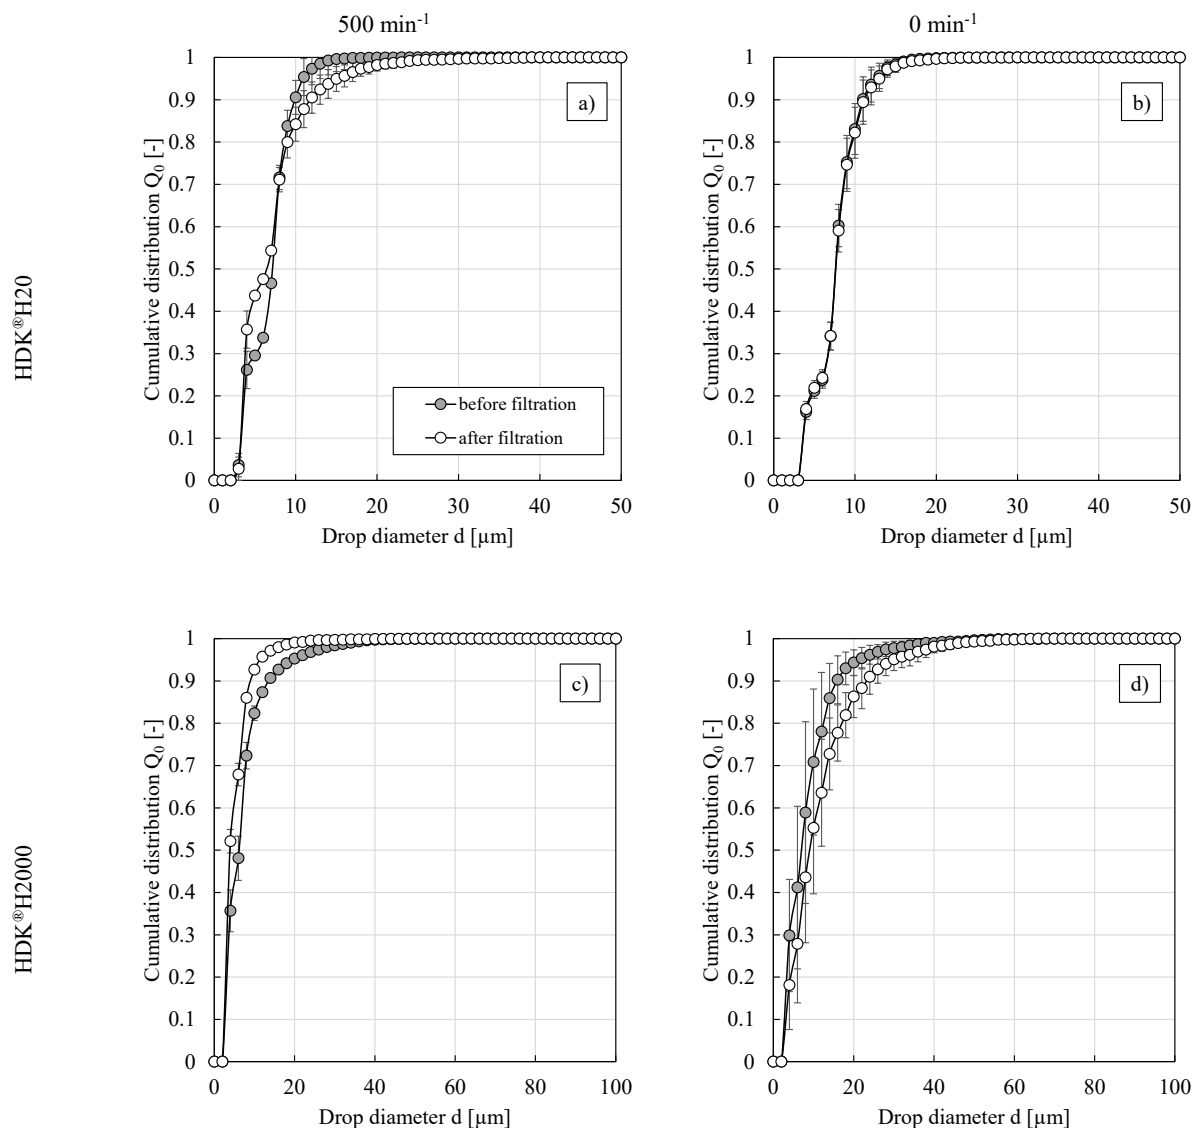 500 min-1
0 min-1
HDK®H20
Cumulative distribution Q0 [-]
1
0.9
0.8
0.7
0.6
0.5
0.4
0.3
0.2
0.1
0
a)
before filtration
after filtration
0 10 20 30 40 50
Drop diameter d [µm]
Cumulative distribution Q0 [-]
1
0.9
0.8
0.7
0.6
0.5
0.4
0.3
0.2
0.1
0
b)
0 10 20 30 40 50
Drop diameter d [µm]
HDK®H2000
Cumulative distribution Q0 [-]
1
0.9
0.8
0.7
0.6
0.5
0.4
0.3
0.2
0.1
0
c)
0 20 40 60 80 100
Drop diameter d [µm]
Cumulative distribution Q0 [-]
1
0.9
0.8
0.7
0.6
0.5
0.4
0.3
0.2
0.1
0
d)
0 20 40 60 80 100
Drop diameter d [µm]